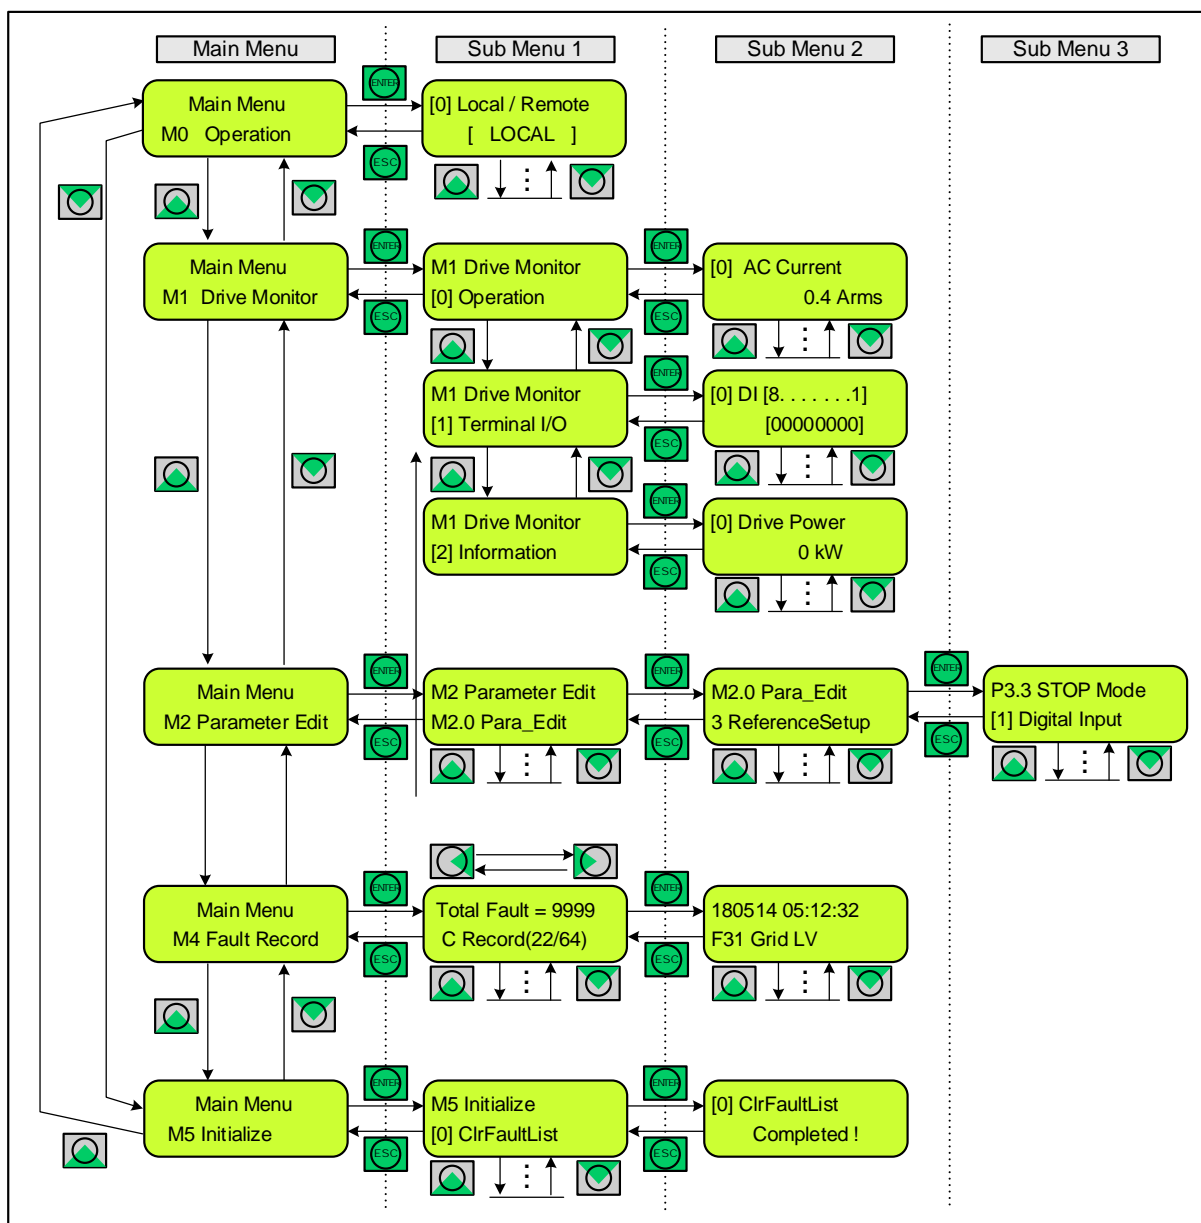 Main Menu
Sub Menu 1
Sub Menu 2
Sub Menu 3
ENTER
Main Menu
M0 Operation
[0] Local / Remote
[ LOCAL ]
ESC
ENTER
ENTER
Main Menu
M1 Drive Monitor
M1 Drive Monitor
[0] Operation
[0] AC Current
0.4 Arms
ESC
ESC
ENTER
M1 Drive Monitor
[1] Terminal I/O
[0] DI [8. . . . . . .1]
[00000000]
ESC
ENTER
M1 Drive Monitor
[2] Information
[0] Drive Power
0 kW
ESC
ENTER
ENTER
ENTER
Main Menu
M2 Parameter Edit
M2 Parameter Edit
M2.0 Para_Edit
M2.0 Para_Edit
3 ReferenceSetup
P3.3 STOP Mode
[1] Digital Input
ESC
ESC
ESC
ENTER
ENTER
Main Menu
M4 Fault Record
Total Fault = 9999
C Record(22/64)
180514 05:12:32
F31 Grid LV
ESC
ESC
ENTER
ENTER
Main Menu
M5 Initialize
M5 Initialize
[0] ClrFaultList
[0] ClrFaultList
Completed !
ESC
ESC